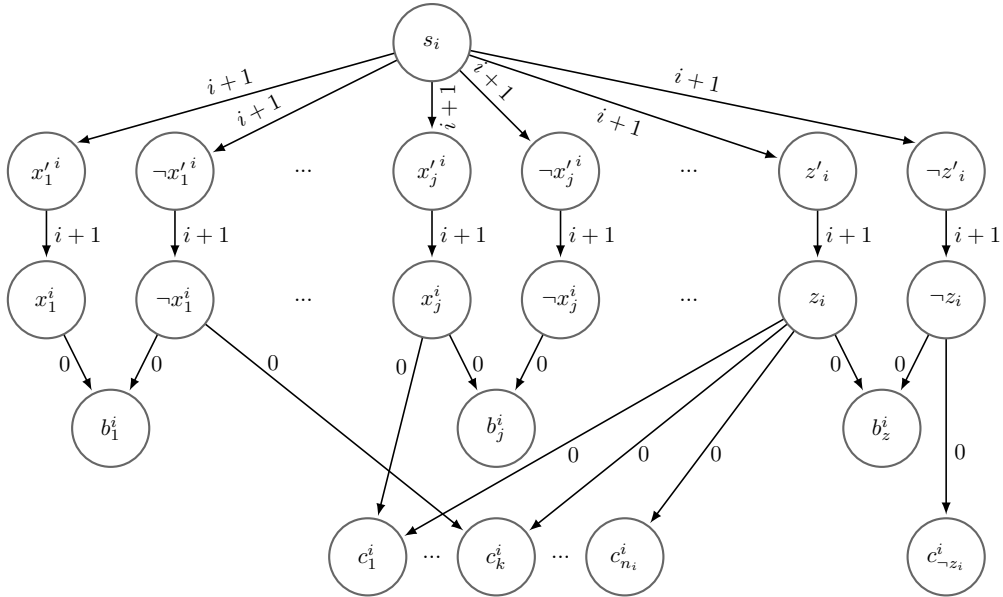 s_i
i + 1 i + 1 i + 1 i + 1 i + 1 i + 1
x'_1^i ¬x'_1^i ... x'_j^i ¬x'_j^i ... z'_i ¬z'_i
i + 1 i + 1 i + 1 i + 1 i + 1 i + 1
x_1^i ¬x_1^i ... x_j^i ¬x_j^i ... z_i ¬z_i
0 0 0 0 0 0 0 0
b_1^i b_j^i b_z^i
0 0 0 0
c_1^i ... c_k^i ... c_{n_i}^i c_{¬z_i}^i